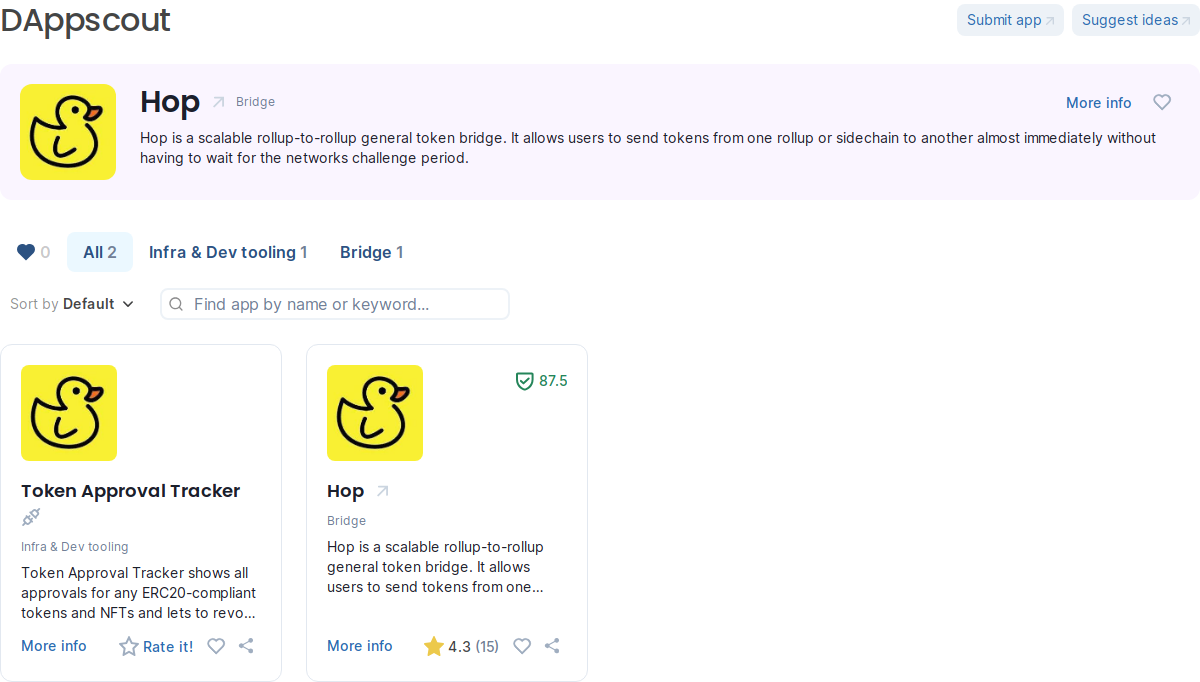 DAppscout
Submit app
Suggest ideas
Hop
Bridge
More info
Hop is a scalable rollup-to-rollup general token bridge. It allows users to send tokens from one rollup or sidechain to another almost immediately without
having to wait for the networks challenge period.
0
All 2
Infra & Dev tooling 1
Bridge 1
Sort by Default
Find app by name or keyword...
Token Approval Tracker
Infra & Dev tooling
Token Approval Tracker shows all
approvals for any ERC20-compliant
tokens and NFTs and lets to revo...
More info
Rate it!
87.5
Hop
Bridge
Hop is a scalable rollup-to-rollup
general token bridge. It allows
users to send tokens from one...
More info
4.3 (15)